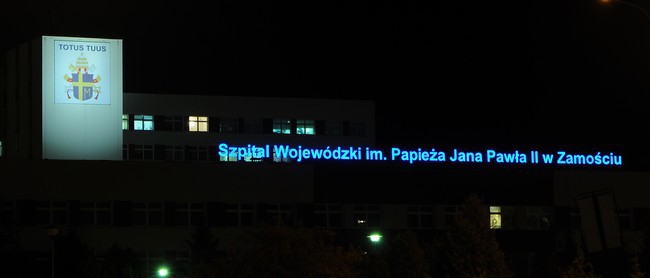 TOTUS TUUS
M
Szpital Wojewódzki im. Papieża Jana Pawła II w Zamościu